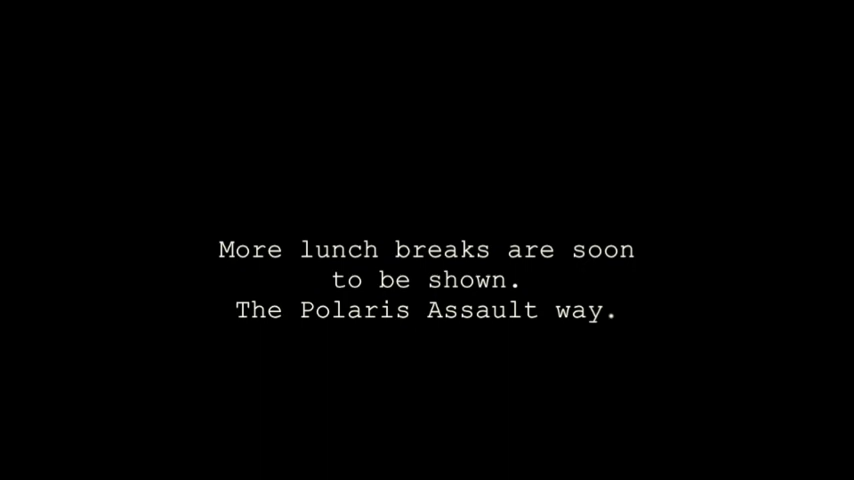 More lunch breaks are soon
to be shown.
The Polaris Assault way.